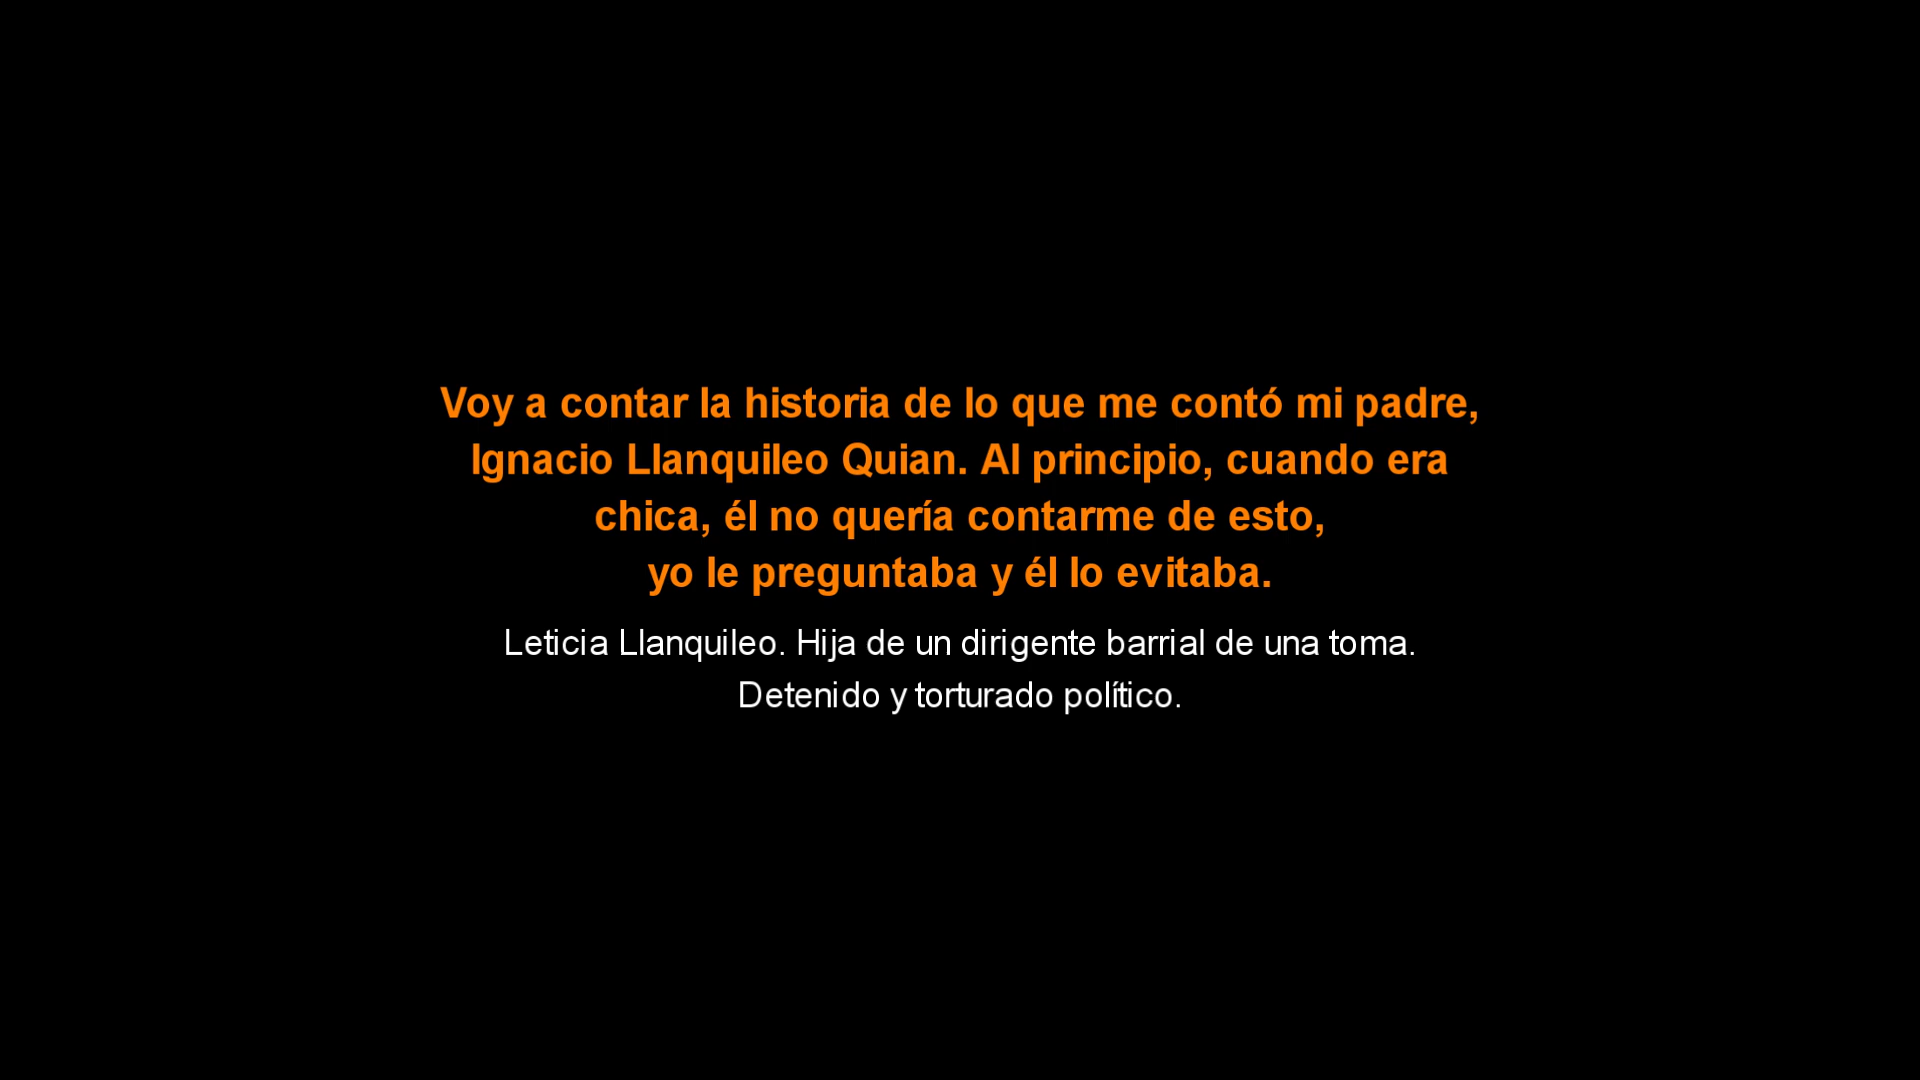 Voy a contar la historia de lo que me contó mi padre,
Ignacio Llanquileo Quian. Al principio, cuando era
chica, él no quería contarme de esto,
yo le preguntaba y él lo evitaba.
Leticia Llanquileo. Hija de un dirigente barrial de una toma.
Detenido y torturado político.